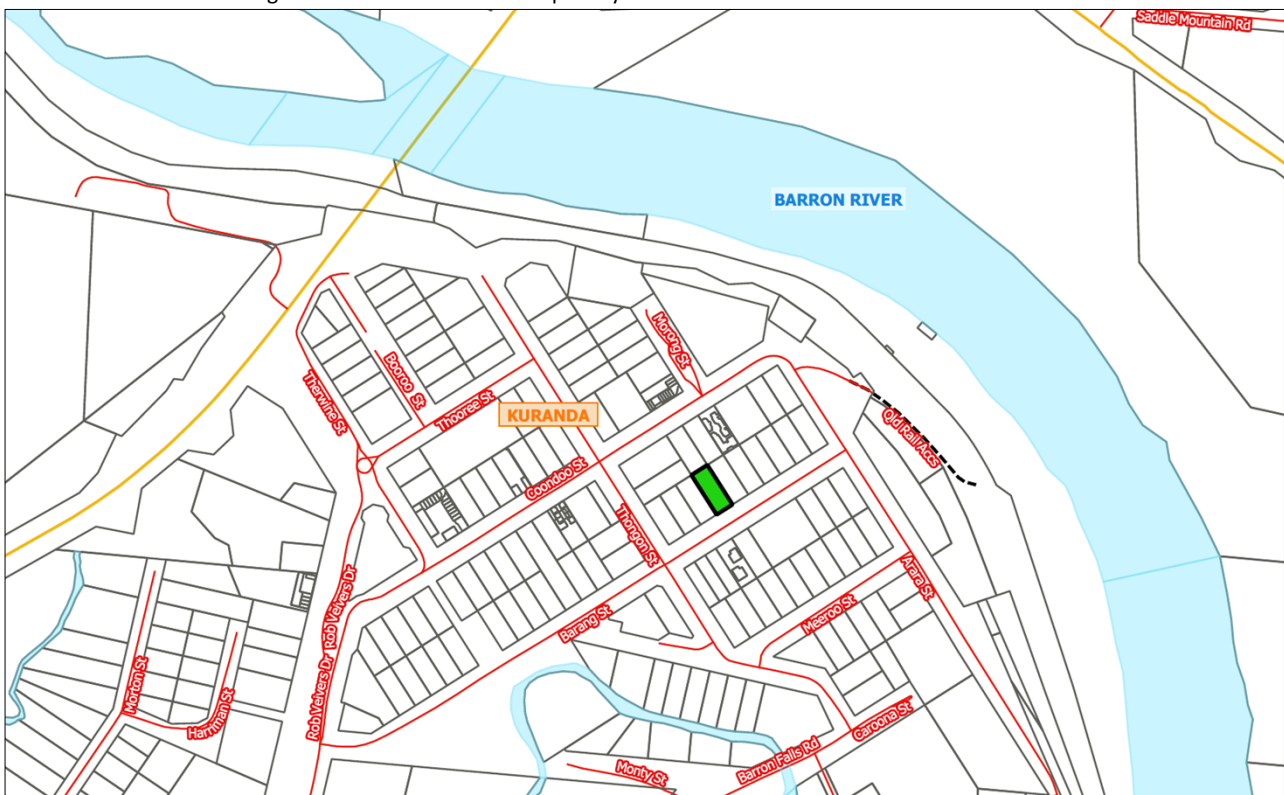 Saddle Mountain Rd
BARRON RIVER
Morong St
Booroo St
Therwine St
Thooree St
KURANDA
Qld Rail Accs
Coondoo St
Thongon St
Arara St
Rob Veivers Dr
Meeroo St
Barang St
Rob Veivers Dr
Morton St
Harriman St
Caroona St
Barron Falls Rd
Monty St